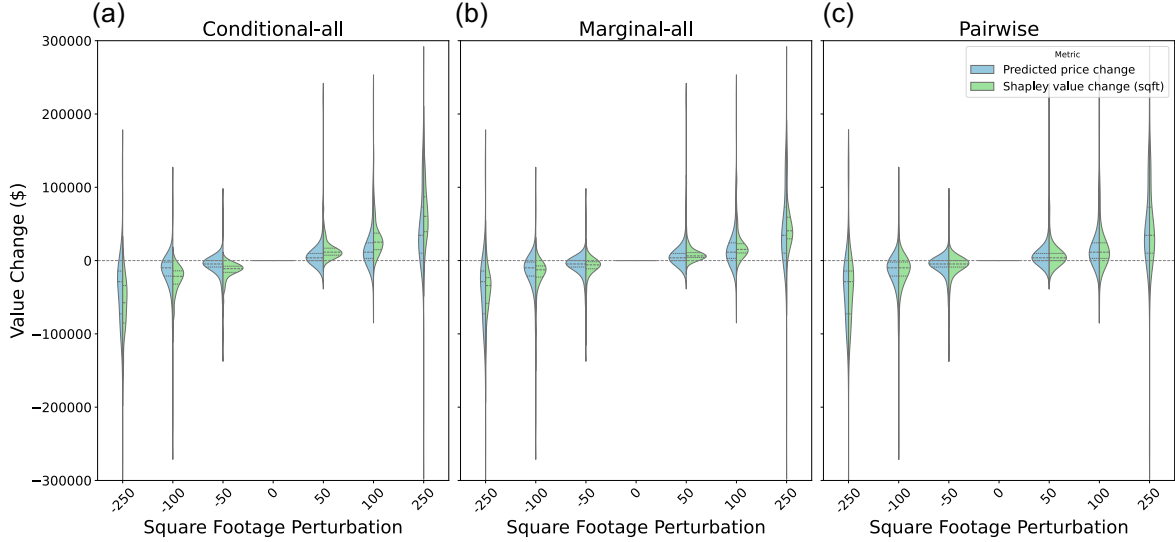 (a)
Conditional-all
(b)
Marginal-all
(c)
Pairwise
Metric
Predicted price change
Shapley value change (sqft)
Value Change ($)
300000
200000
100000
0
−100000
−200000
−300000
-250 -100 -50 0 50 100 250
-250 -100 -50 0 50 100 250
-250 -100 -50 0 50 100 250
Square Footage Perturbation
Square Footage Perturbation
Square Footage Perturbation